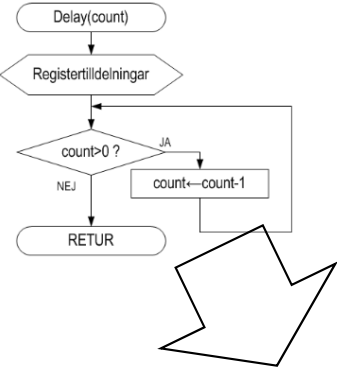 Delay(count)
Registertilldelningar
count>0 ?
JA
NEJ
count←count-1
RETUR